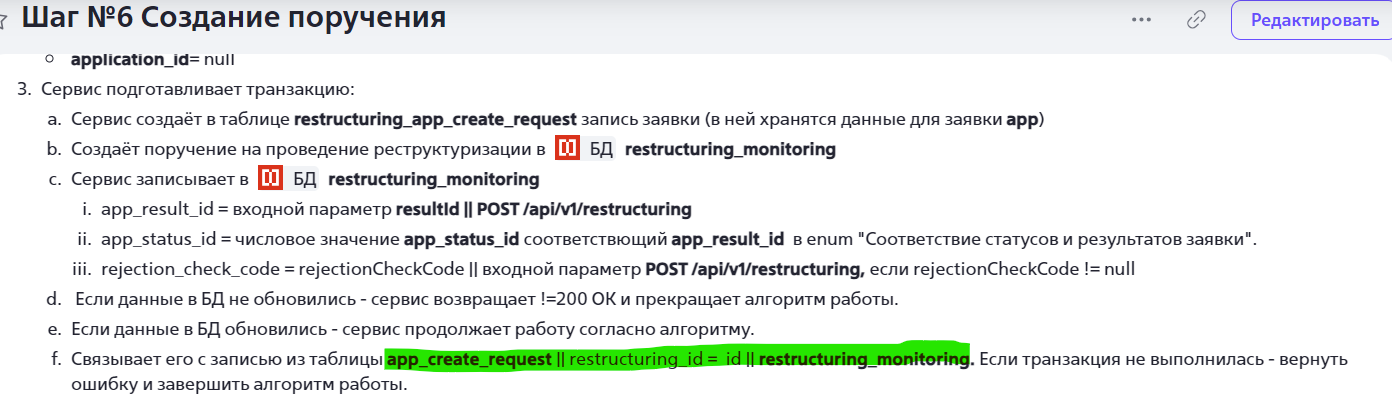 Шаг №6 Создание поручения
Редактировать
application_id= null
3. Сервис подготавливает транзакцию:
a. Сервис создаёт в таблице restructuring_app_create_request запись заявки (в ней хранятся данные для заявки app)
b. Создаёт поручение на проведение реструктуризации в БД restructuring_monitoring
c. Сервис записывает в БД restructuring_monitoring
i. app_result_id = входной параметр resultId || POST /api/v1/restructuring
ii. app_status_id = числовое значение app_status_id соответствющий app_result_id в enum "Соответствие статусов и результатов заявки".
iii. rejection_check_code = rejectionCheckCode || входной параметр POST /api/v1/restructuring, если rejectionCheckCode != null
d. Если данные в БД не обновились - сервис возвращает !=200 ОК и прекращает алгоритм работы.
e. Если данные в БД обновились - сервис продолжает работу согласно алгоритму.
f. Связывает его с записью из таблицы app_create_request || restructuring_id = id || restructuring_monitoring. Если транзакция не выполнилась - вернуть
ошибку и завершить алгоритм работы.